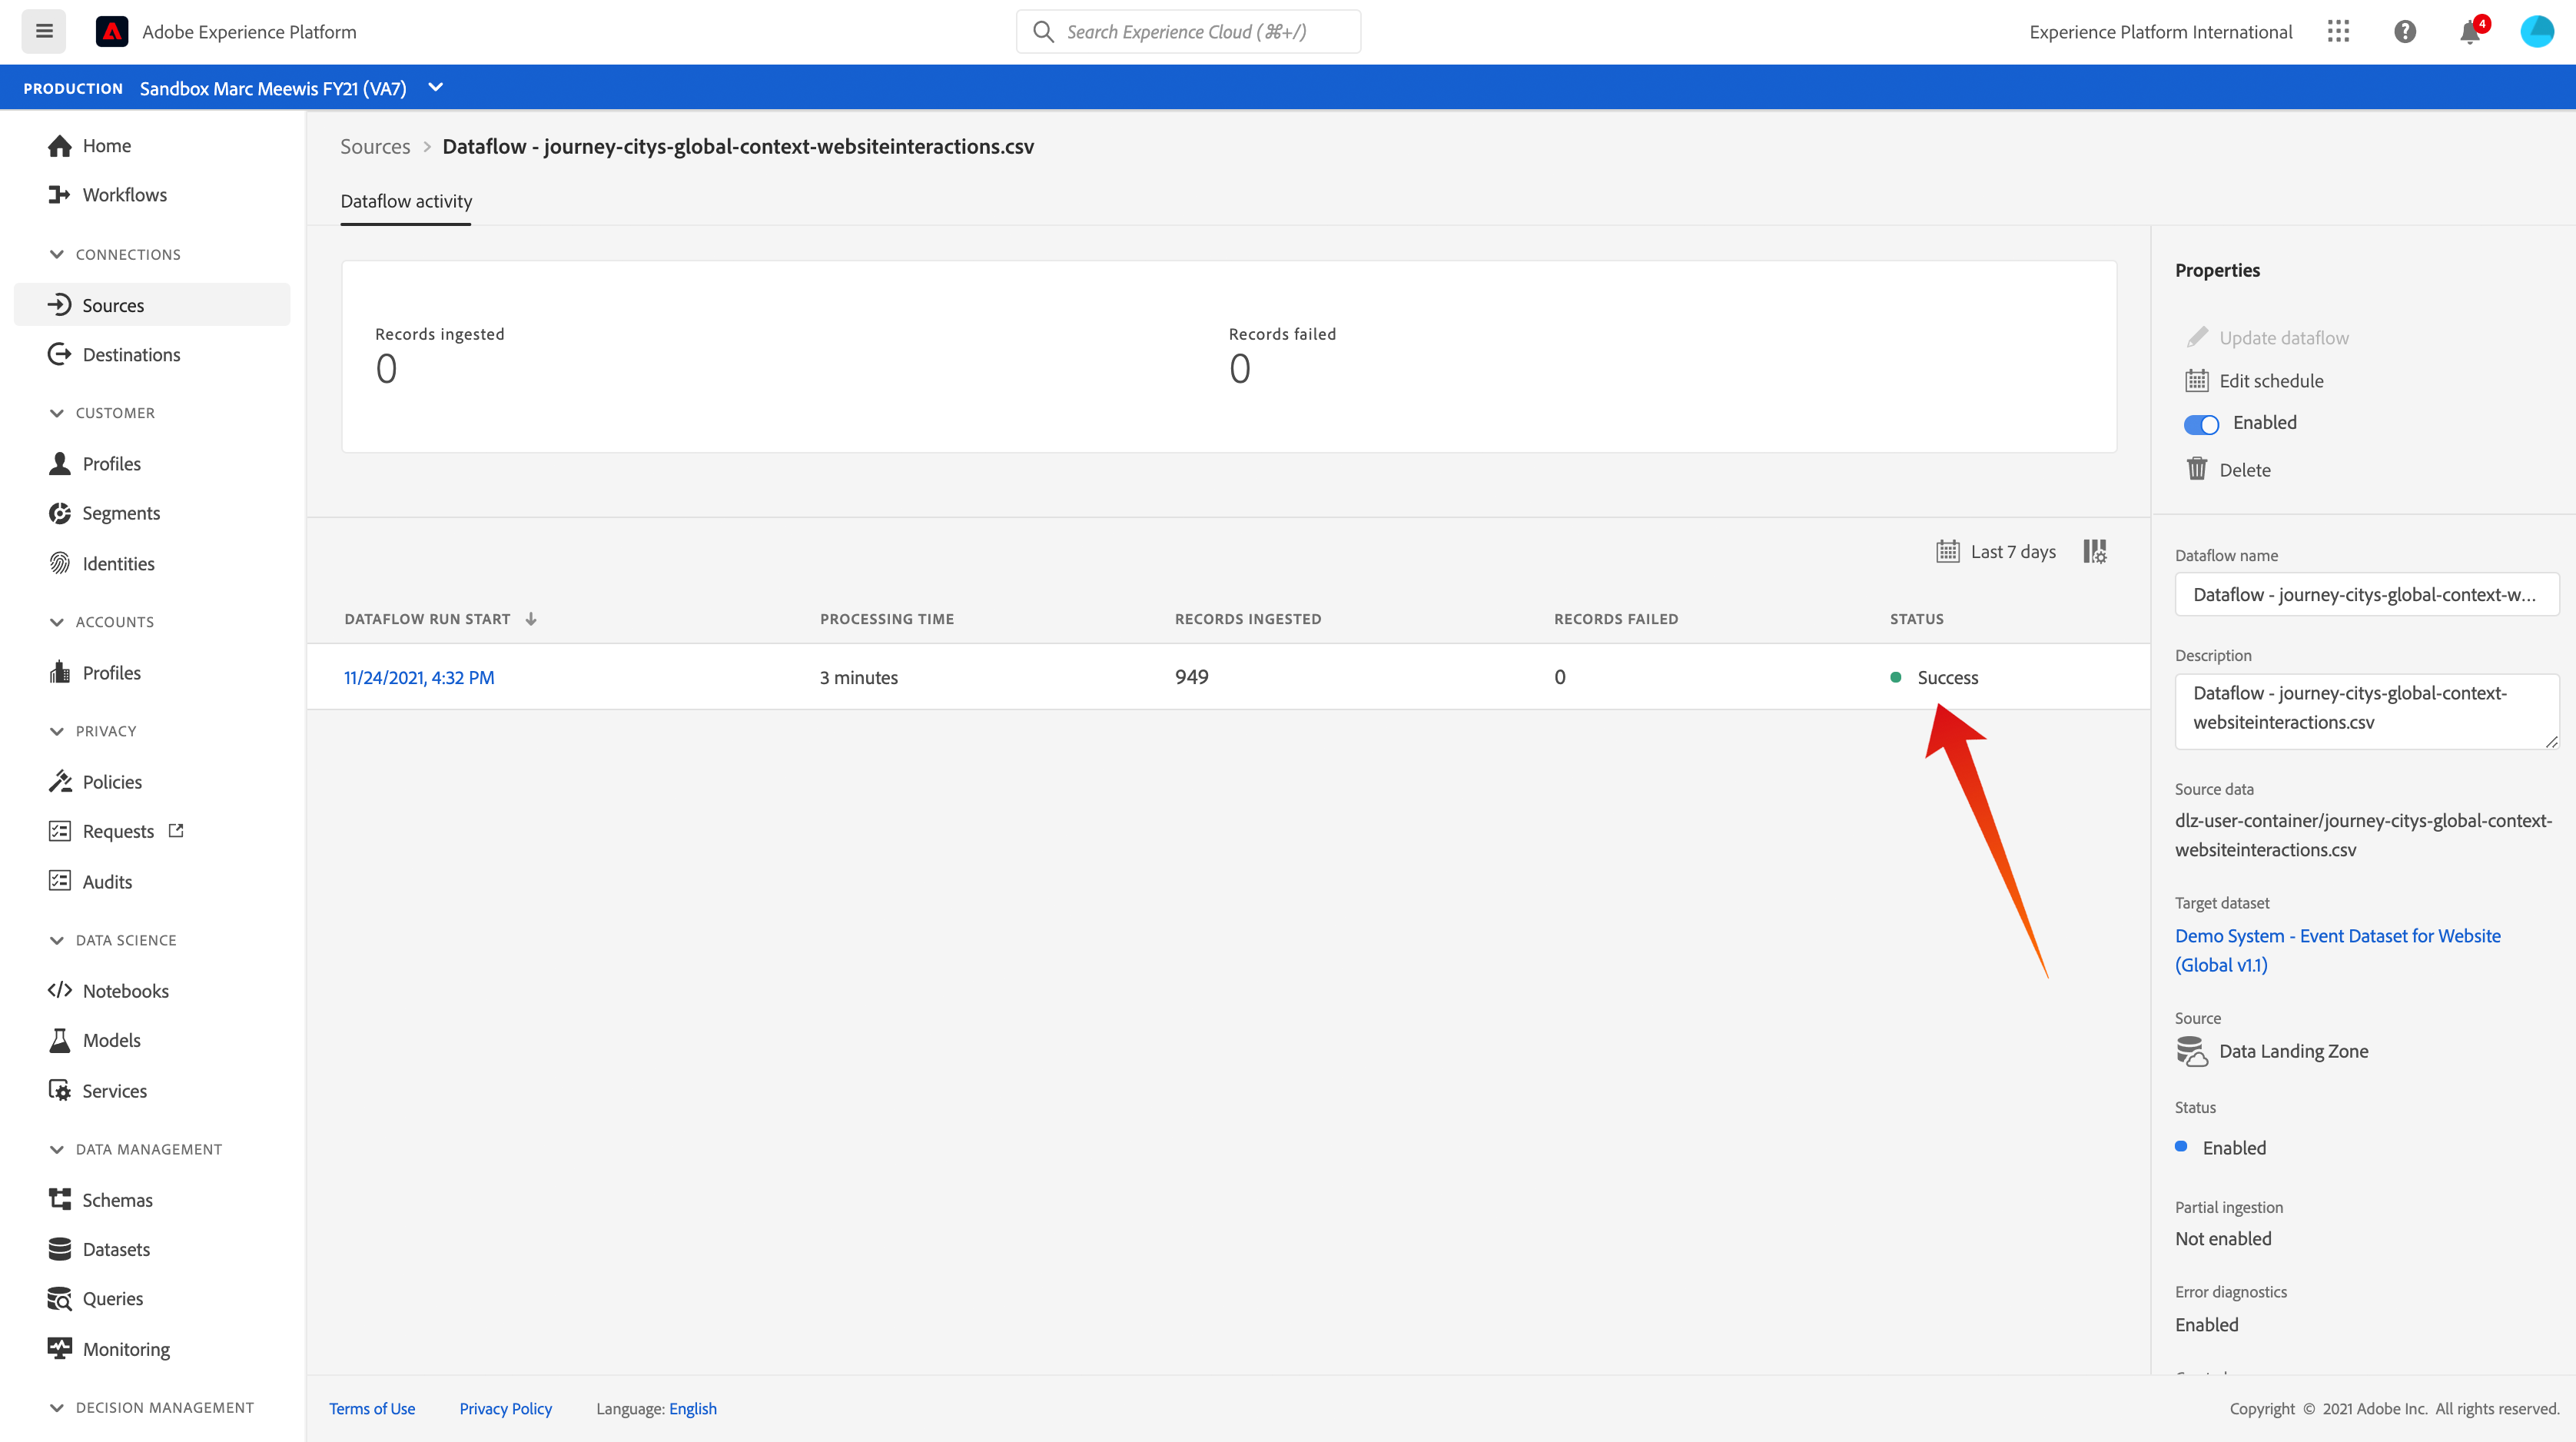 Adobe Experience Platform
Search Experience Cloud (⌘+/)
Experience Platform International
4
PRODUCTION Sandbox Marc Meewis FY21 (VA7)
Home
Workflows
CONNECTIONS
Sources
Destinations
CUSTOMER
Profiles
Segments
Identities
ACCOUNTS
Profiles
PRIVACY
Policies
Requests
Audits
DATA SCIENCE
Notebooks
Models
Services
DATA MANAGEMENT
Schemas
Datasets
Queries
Monitoring
DECISION MANAGEMENT
Sources > Dataflow - journey-citys-global-context-websiteinteractions.csv
Dataflow activity
Records ingested
0
Records failed
0
Last 7 days
DATAFLOW RUN START PROCESSING TIME RECORDS INGESTED RECORDS FAILED STATUS
11/24/2021, 4:32 PM 3 minutes 949 0 Success
Properties
Update dataflow
Edit schedule
Enabled
Delete
Dataflow name
Dataflow - journey-citys-global-context-w...
Description
Dataflow - journey-citys-global-context-
websiteinteractions.csv
Source data
dlz-user-container/journey-citys-global-context-
websiteinteractions.csv
Target dataset
Demo System - Event Dataset for Website
(Global v1.1)
Source
Data Landing Zone
Status
Enabled
Partial ingestion
Not enabled
Error diagnostics
Enabled
Terms of Use Privacy Policy Language: English
Copyright © 2021 Adobe Inc. All rights reserved.